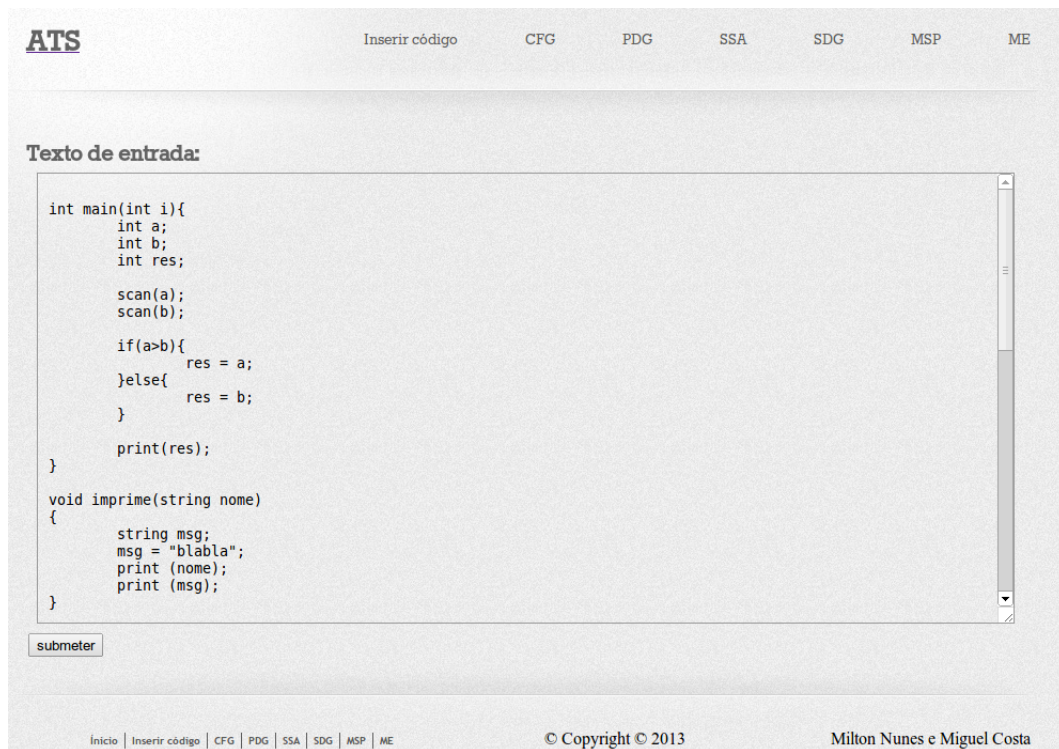 ATS Inserir código CFG PDG SSA SDG MSP ME
Texto de entrada:
int main(int i){
int a;
int b;
int res;
scan(a);
scan(b);
if(a>b){
res = a;
}else{
res = b;
}
print(res);
}
void imprime(string nome)
{
string msg;
msg = "blabla";
print (nome);
print (msg);
}
submeter
Ínicio | Inserir código | CFG | PDG | SSA | SDG | MSP | ME © Copyright © 2013 Milton Nunes e Miguel Costa